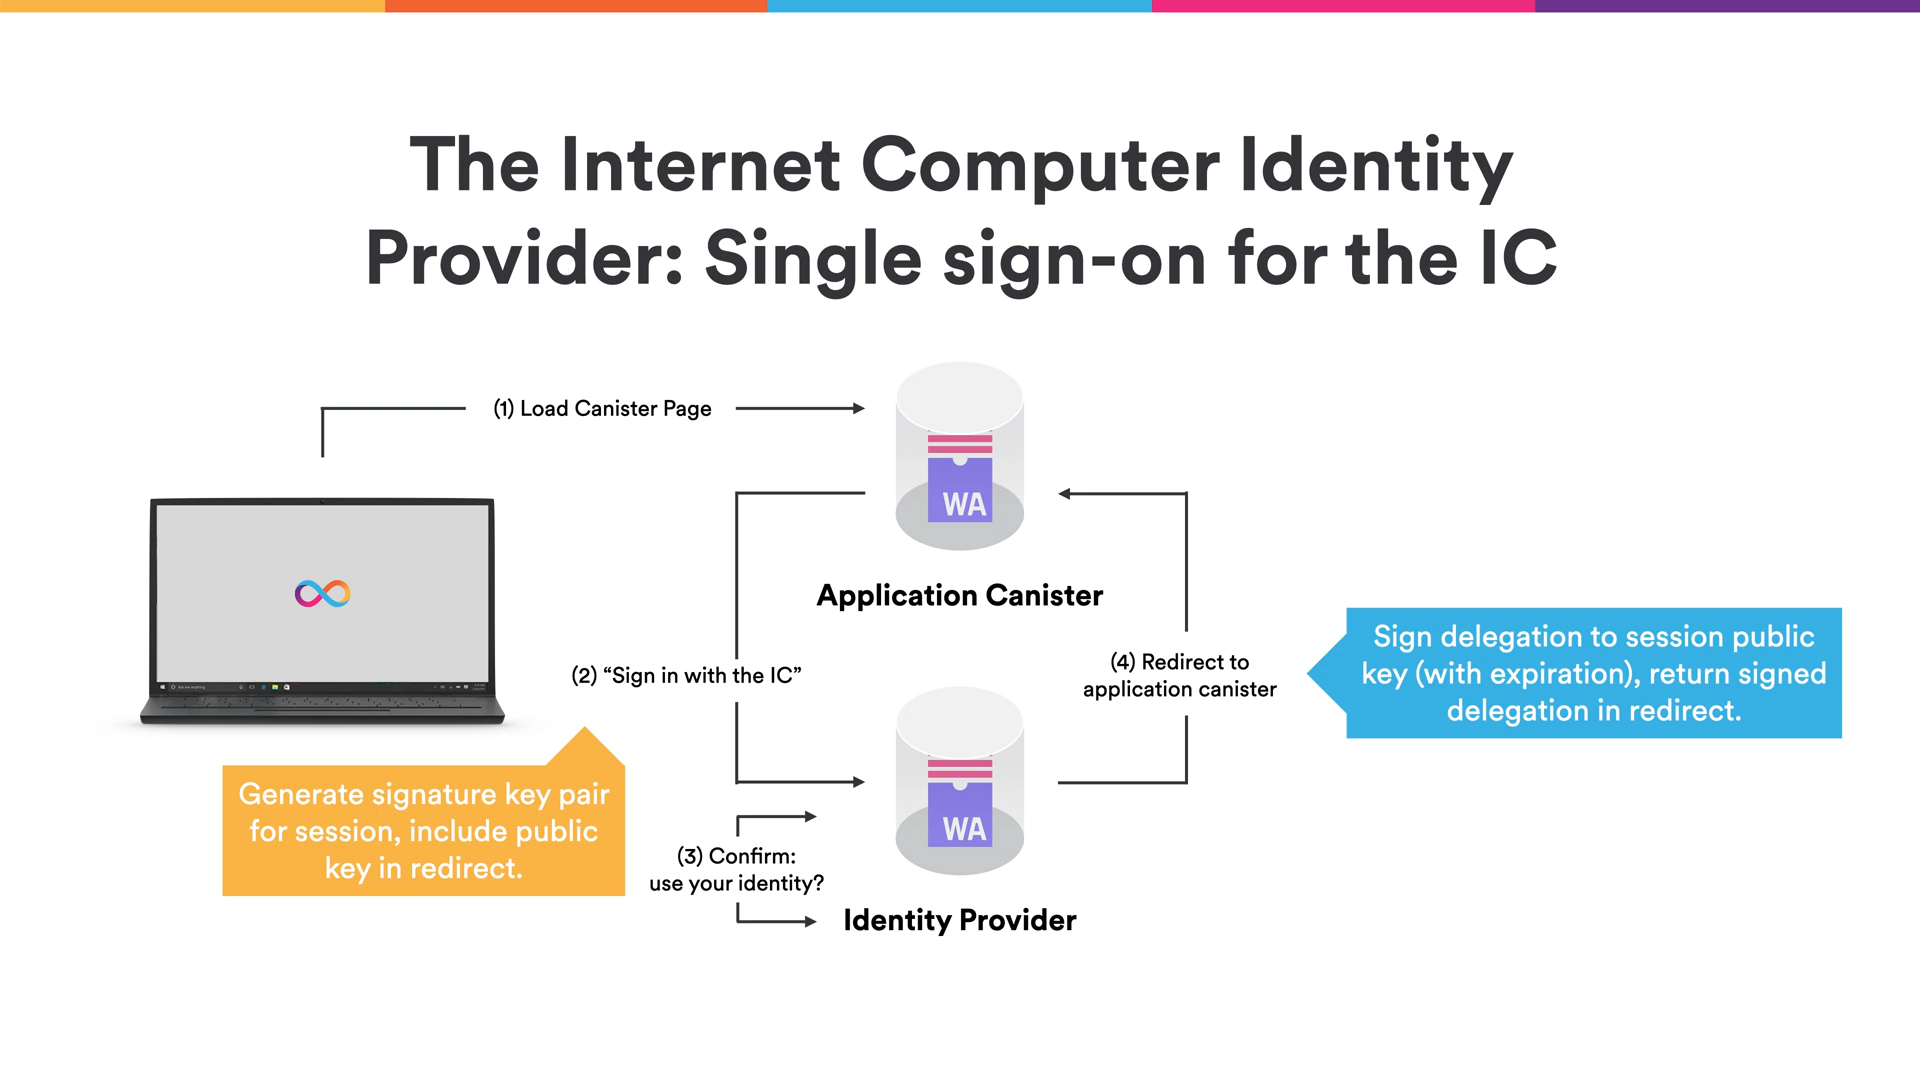 The Internet Computer Identity
Provider: Single sign-on for the IC
(1) Load Canister Page
WA
Application Canister
(2) “Sign in with the IC”
(4) Redirect to
application canister
Sign delegation to session public
key (with expiration), return signed
delegation in redirect.
Generate signature key pair
for session, include public
key in redirect.
WA
(3) Confirm:
use your identity?
Identity Provider